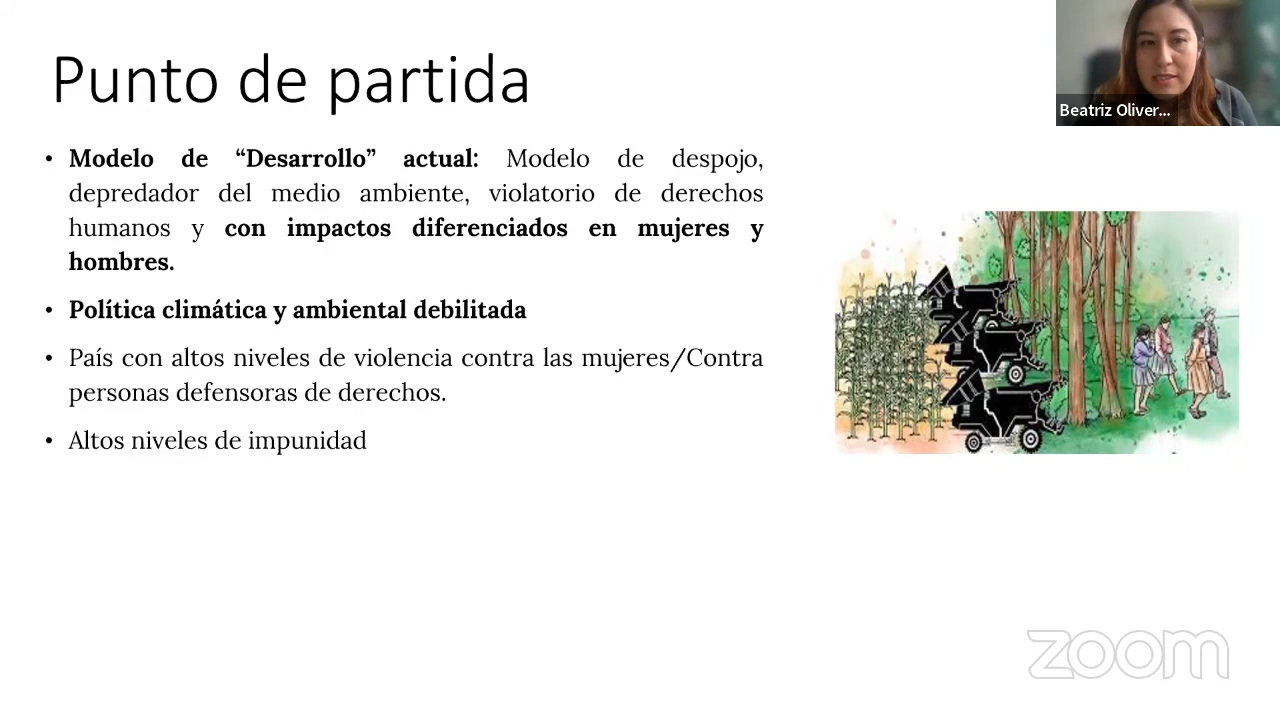 Punto de partida
Beatriz Oliver...
• Modelo de “Desarrollo” actual: Modelo de despojo,
depredador del medio ambiente, violatorio de derechos
humanos y con impactos diferenciados en mujeres y
hombres.
• Política climática y ambiental debilitada
• País con altos niveles de violencia contra las mujeres/Contra
personas defensoras de derechos.
• Altos niveles de impunidad
zoom